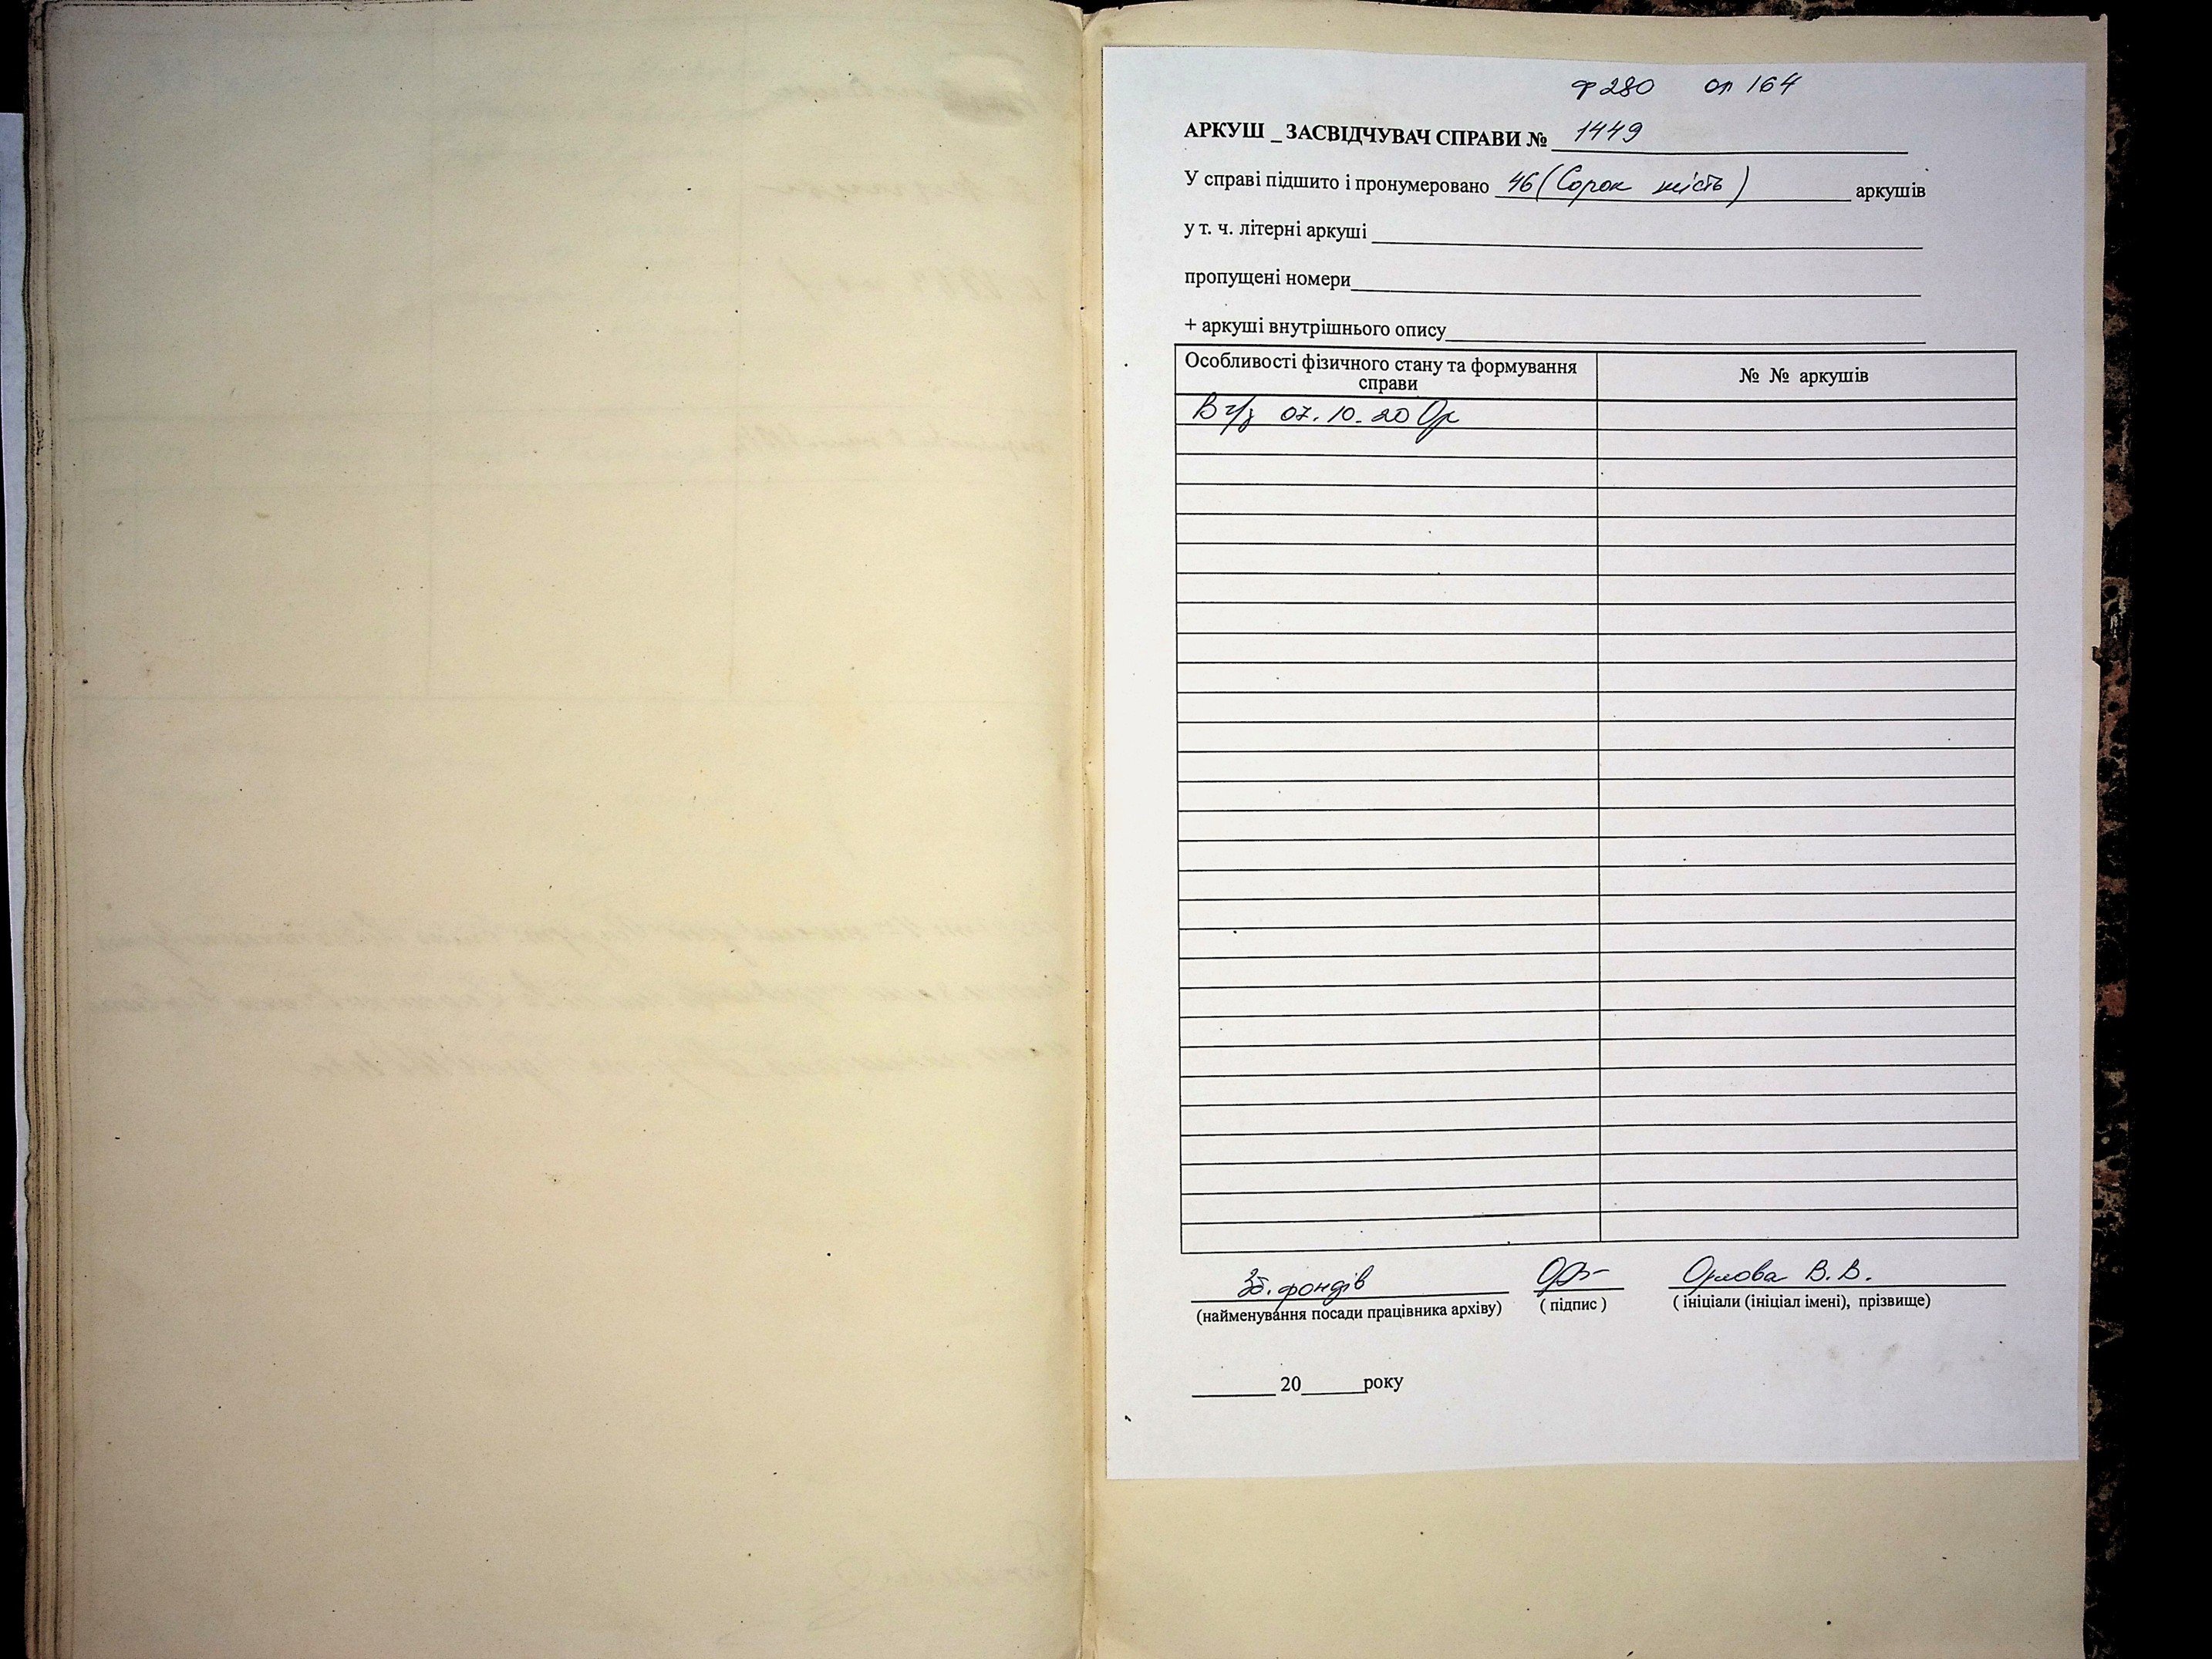 ф 280 оп 164
АРКУШ _ ЗАСВІДЧУВАЧ СПРАВИ № 1449
У справі підшито і пронумеровано 46 (Сорок шість) аркушів
у т. ч. літерні аркуші
пропущені номери
+ аркуші внутрішнього опису
Особливості фізичного стану та формування справи
№ № аркушів
В г/з 07.10.20 Ор
Зб. фондів
Орлова В. В.
(найменування посади працівника архіву) ( підпис ) ( ініціали (ініціал імені), прізвище)
20 року